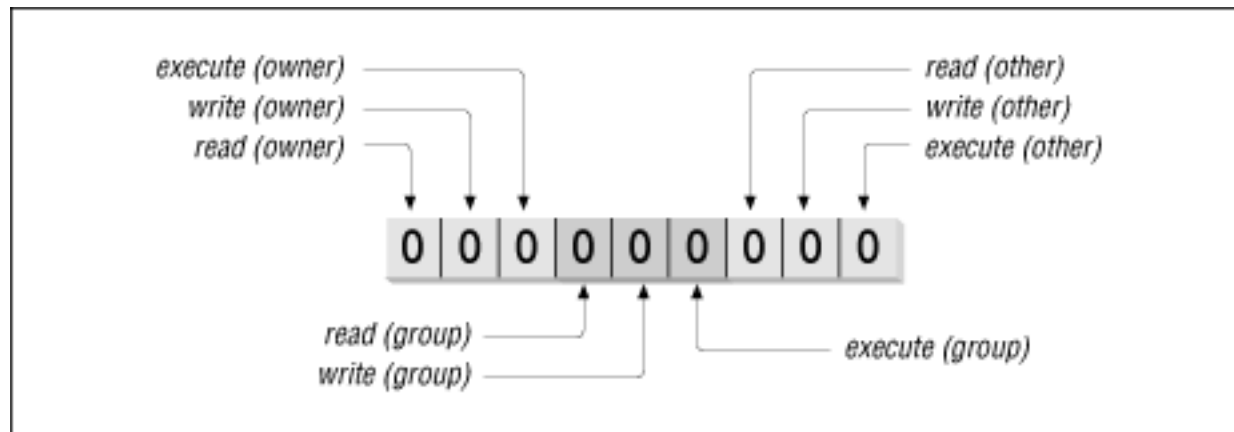 execute (owner)
write (owner)
read (owner)
read (other)
write (other)
execute (other)
0 0 0 0 0 0 0 0 0
read (group)
write (group)
execute (group)